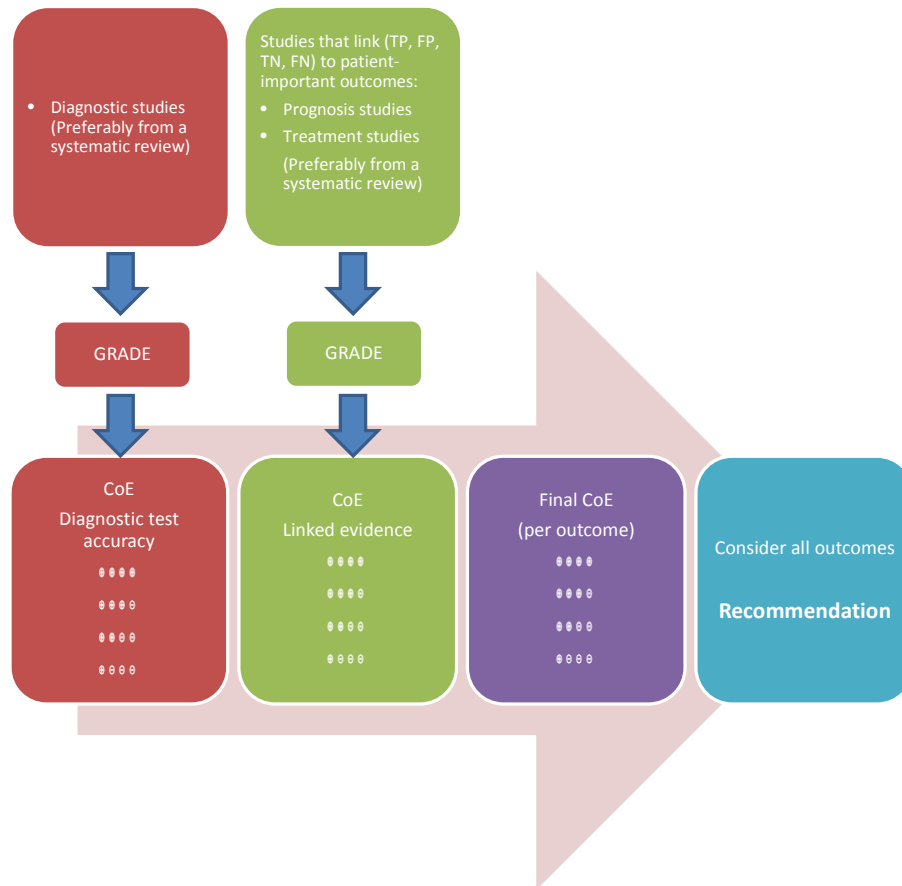 • Diagnostic studies
(Preferably from a
systematic review)
Studies that link (TP, FP,
TN, FN) to patient-
important outcomes:
• Prognosis studies
• Treatment studies
(Preferably from a
systematic review)
GRADE
GRADE
CoE
Diagnostic test
accuracy
⊕⊕⊕⊕
⊕⊕⊕⊖
⊕⊕⊖⊖
⊕⊖⊖⊖
CoE
Linked evidence
⊕⊕⊕⊕
⊕⊕⊕⊖
⊕⊕⊖⊖
⊕⊖⊖⊖
Final CoE
(per outcome)
⊕⊕⊕⊕
⊕⊕⊕⊖
⊕⊕⊖⊖
⊕⊖⊖⊖
Consider all outcomes
Recommendation